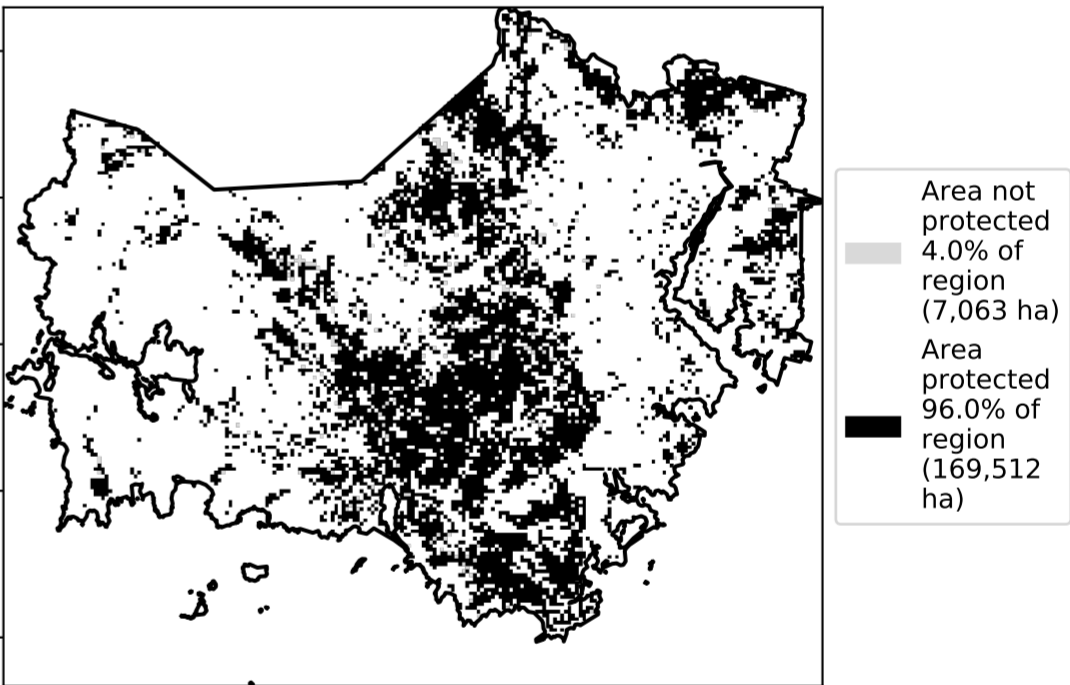 Area not
protected
4.0% of
region
(7,063 ha)
Area
protected
96.0% of
region
(169,512
ha)